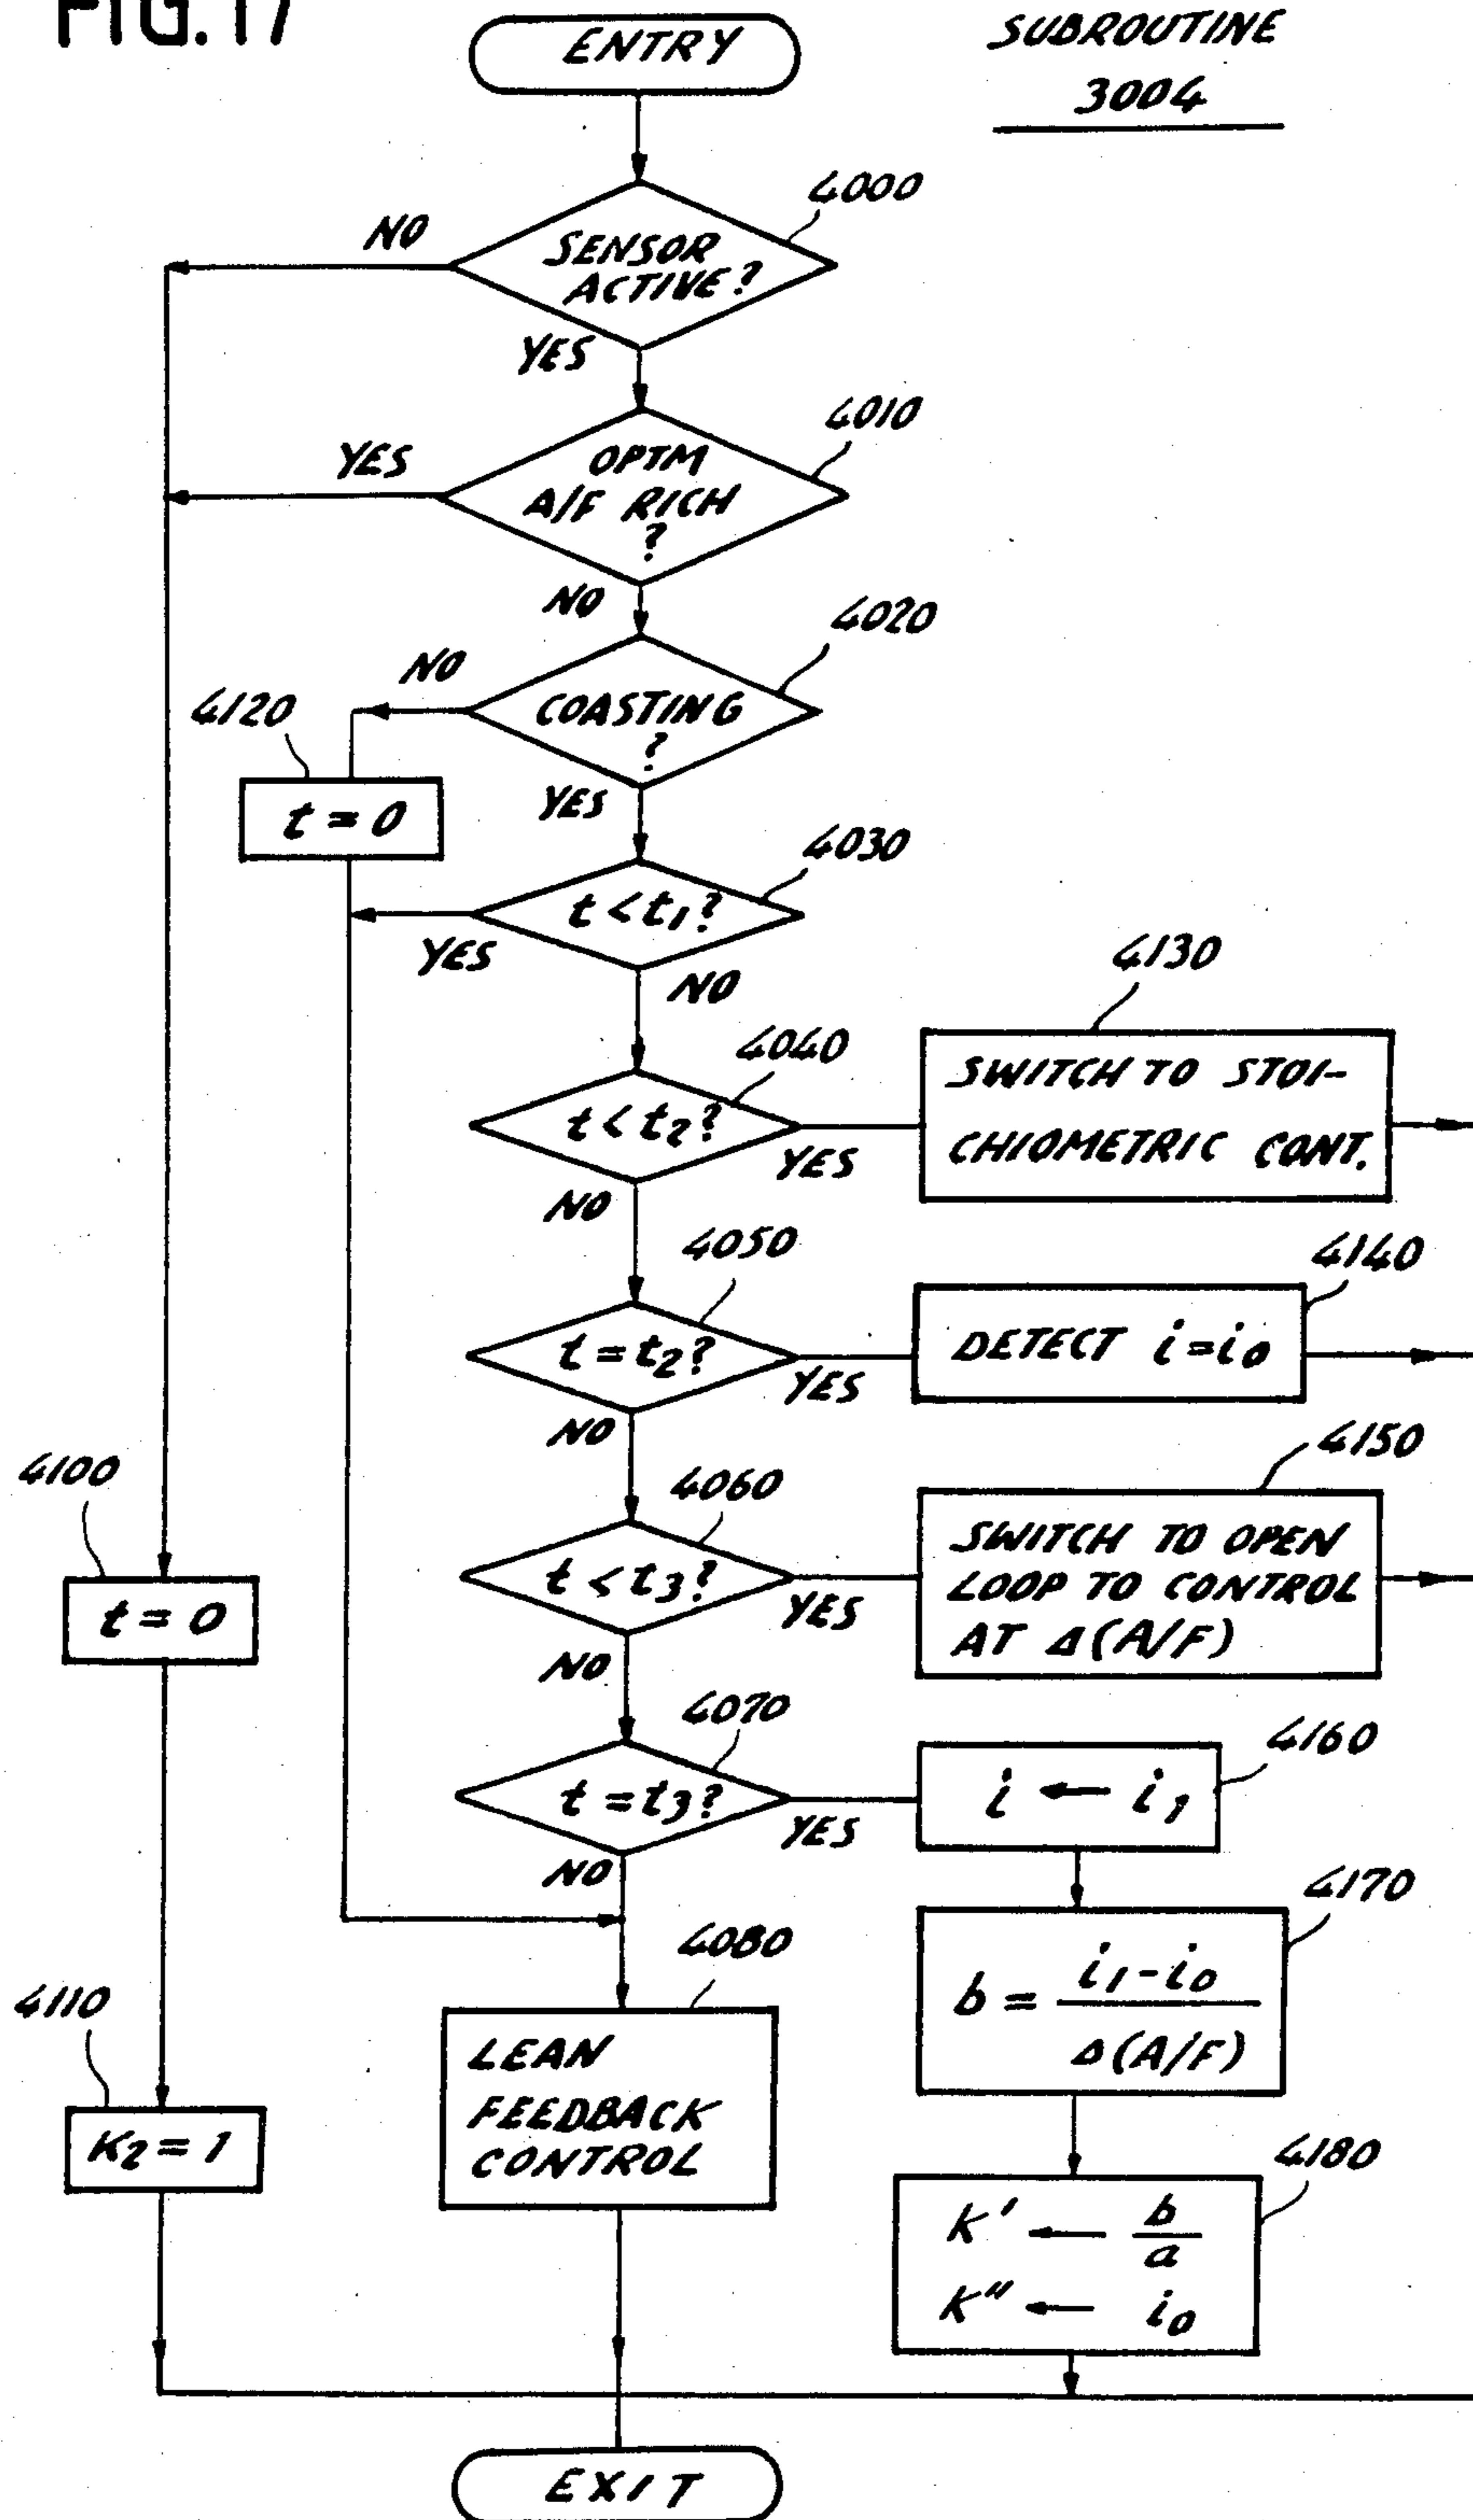 FIG. 17
SUBROUTINE
3004
ENTRY
4000
SENSOR
ACTIVE?
NO
YES
4010
OPTM
A/F RICH
?
YES
NO
4020
COASTING
?
NO
YES
4120
t = 0
4030
t < t1?
YES
NO
4040
t < t2?
YES
NO
4130
SWITCH TO STOI-
CHIOMETRIC CONT.
4050
t = t2?
YES
NO
4140
DETECT i = i0
4060
t < t3?
YES
NO
4150
SWITCH TO OPEN
LOOP TO CONTROL
AT Δ(A/F)
4100
t = 0
4070
t = t3?
YES
NO
4160
i ← i1
4170
b = i1 - i0 / Δ(A/F)
4080
LEAN
FEEDBACK
CONTROL
4110
K2 = 1
4180
K' ← b/a
K'' ← i0
EXIT